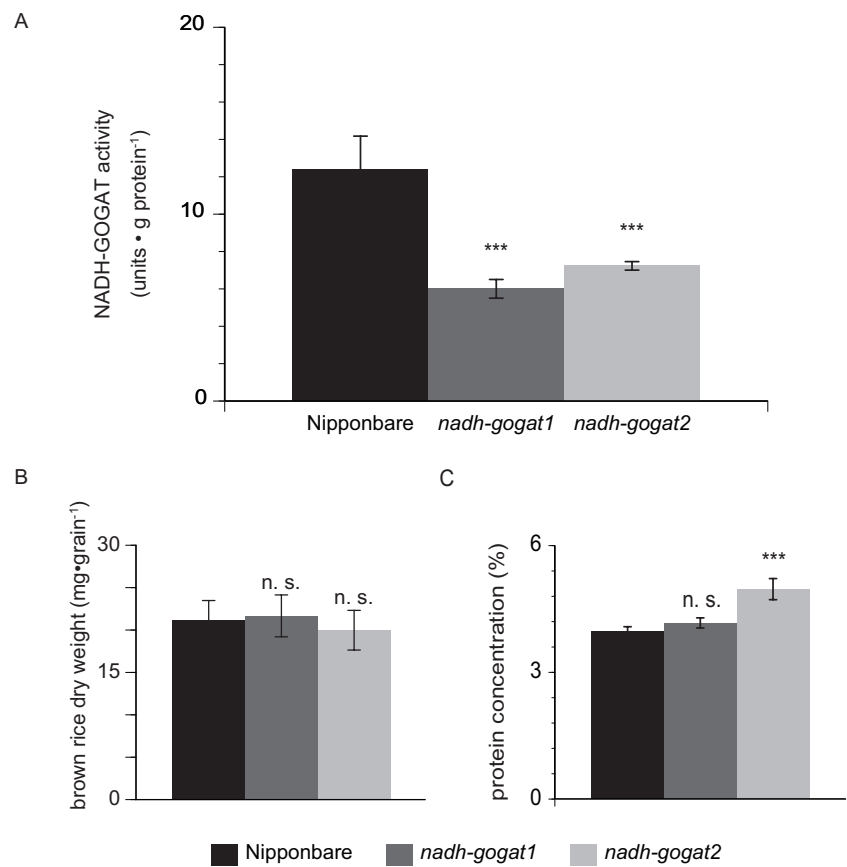 A
20
10
0
NADH-GOGAT activity
(units • g protein⁻¹)
***
***
Nipponbare nadh-gogat1 nadh-gogat2
B
30
15
0
brown rice dry weight (mg•grain⁻¹)
n. s.
n. s.
C
6
3
0
protein concentration (%)
n. s.
***
Nipponbare nadh-gogat1 nadh-gogat2